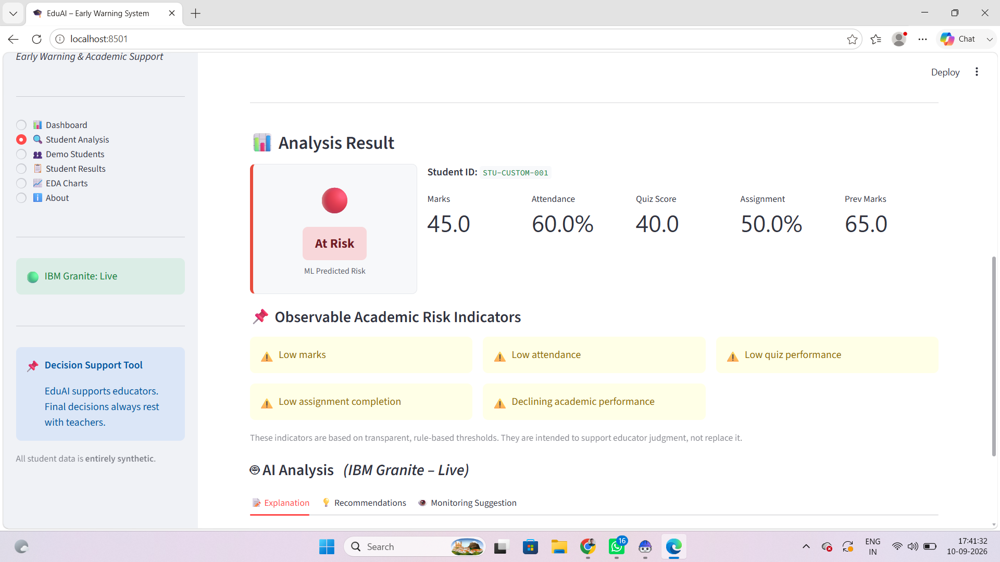 EduAI – Early Warning System
localhost:8501
Chat
Early Warning & Academic Support
Dashboard
Student Analysis
Demo Students
Student Results
EDA Charts
About
IBM Granite: Live
Decision Support Tool
EduAI supports educators.
Final decisions always rest
with teachers.
All student data is entirely synthetic.
Deploy
Analysis Result
At Risk
ML Predicted Risk
Student ID: STU-CUSTOM-001
Marks Attendance Quiz Score Assignment Prev Marks
45.0 60.0% 40.0 50.0% 65.0
Observable Academic Risk Indicators
Low marks Low attendance Low quiz performance
Low assignment completion Declining academic performance
These indicators are based on transparent, rule-based thresholds. They are intended to support educator judgment, not replace it.
AI Analysis (IBM Granite – Live)
Explanation Recommendations Monitoring Suggestion
Search
16
ENG
IN
17:41:32
10-09-2026